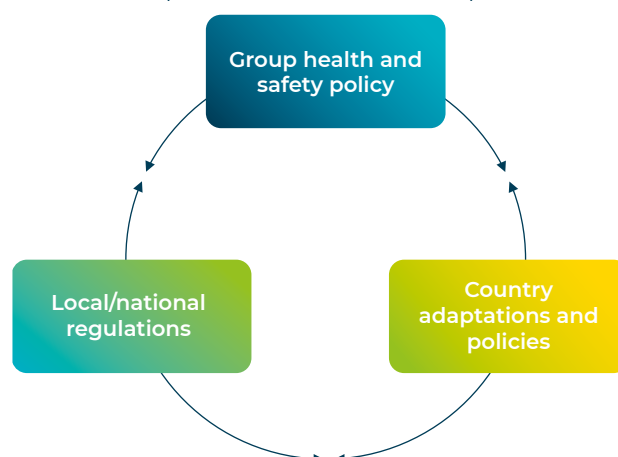 Group health and
safety policy
Local/national
regulations
Country
adaptations and
policies